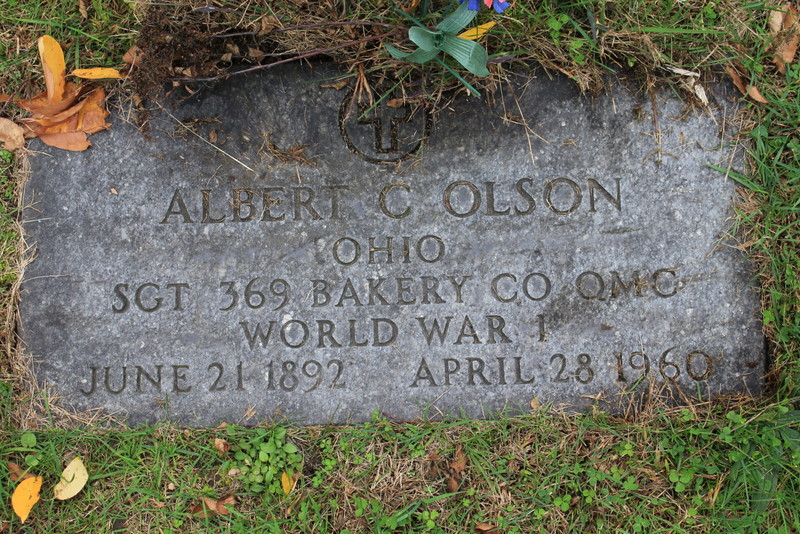 ALBERT C OLSON
OHIO
SGT 369 BAKERY CO QMC
WORLD WAR I
JUNE 21 1892 APRIL 28 1960